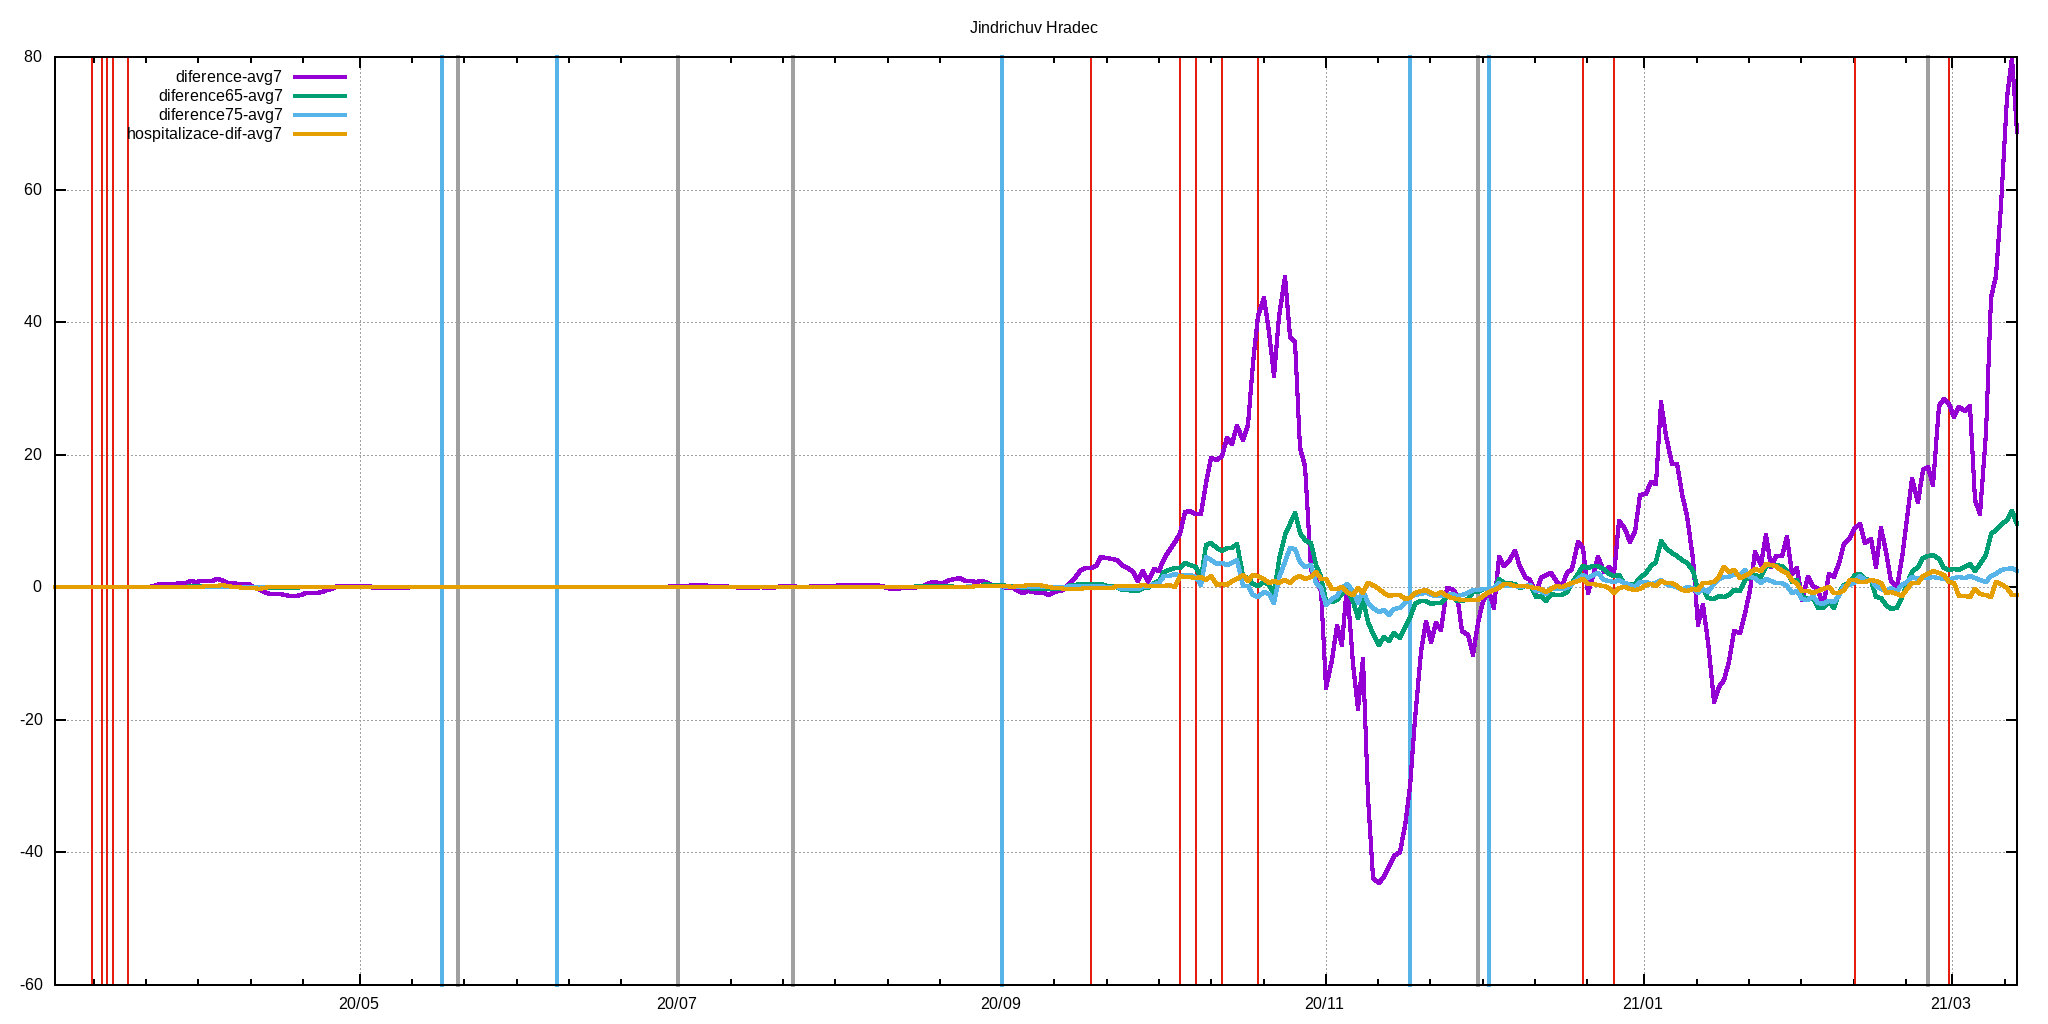 Jindrichuv Hradec
80
60
40
20
0
-20
-40
-60
diference-avg7
diference65-avg7
diference75-avg7
hospitalizace-dif-avg7
20/05
20/07
20/09
20/11
21/01
21/03